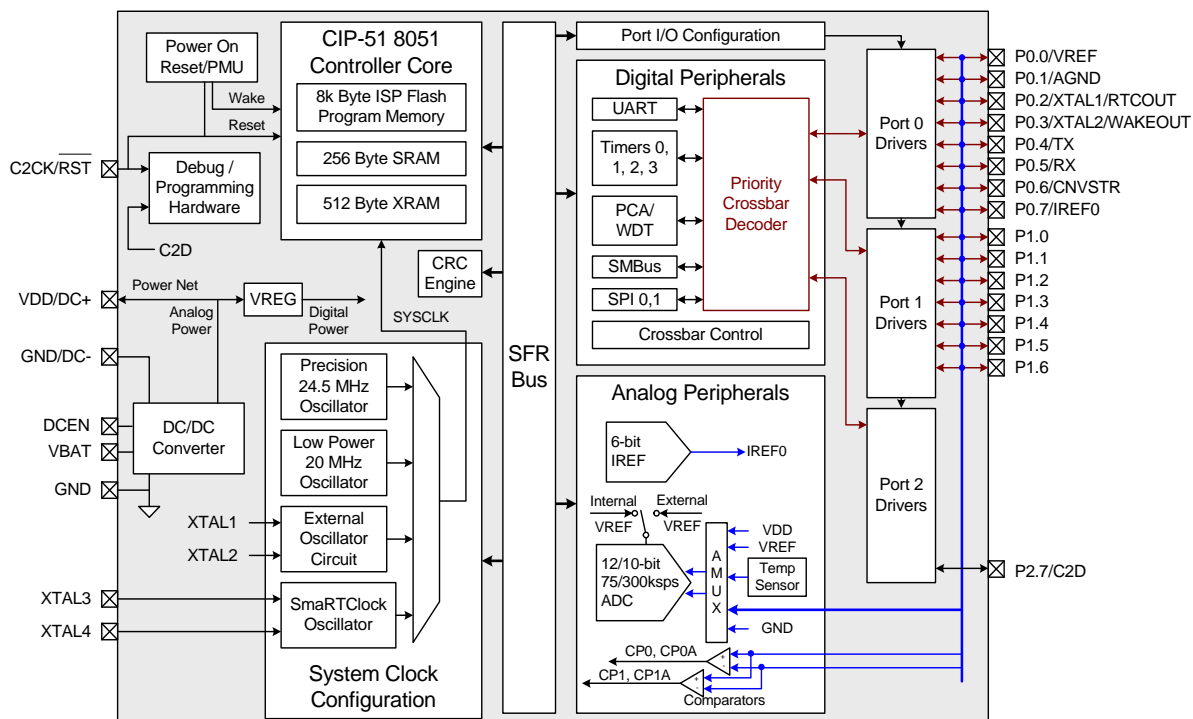 Power On
Reset/PMU
Wake
Reset
C2CK/RST
Debug /
Programming
Hardware
C2D
VDD/DC+
Power Net
Analog
Power
VREG
Digital
Power
GND/DC-
DCEN
VBAT
GND
DC/DC
Converter
XTAL1
XTAL2
XTAL3
XTAL4
CIP-51 8051
Controller Core
8k Byte ISP Flash
Program Memory
256 Byte SRAM
512 Byte XRAM
CRC
Engine
SYSCLK
Precision
24.5 MHz
Oscillator
Low Power
20 MHz
Oscillator
External
Oscillator
Circuit
SmaRTClock
Oscillator
System Clock
Configuration
SFR
Bus
Port I/O Configuration
Digital Peripherals
UART
Timers 0,
1, 2, 3
PCA/
WDT
SMBus
SPI 0,1
Priority
Crossbar
Decoder
Crossbar Control
Analog Peripherals
6-bit
IREF
IREF0
Internal
VREF
External
VREF
12/10-bit
75/300ksps
ADC
A
M
U
X
VDD
VREF
Temp
Sensor
GND
CP0, CP0A
+
-
CP1, CP1A
+
-
Comparators
Port 0
Drivers
Port 1
Drivers
Port 2
Drivers
P0.0/VREF
P0.1/AGND
P0.2/XTAL1/RTCOUT
P0.3/XTAL2/WAKEOUT
P0.4/TX
P0.5/RX
P0.6/CNVSTR
P0.7/IREF0
P1.0
P1.1
P1.2
P1.3
P1.4
P1.5
P1.6
P2.7/C2D